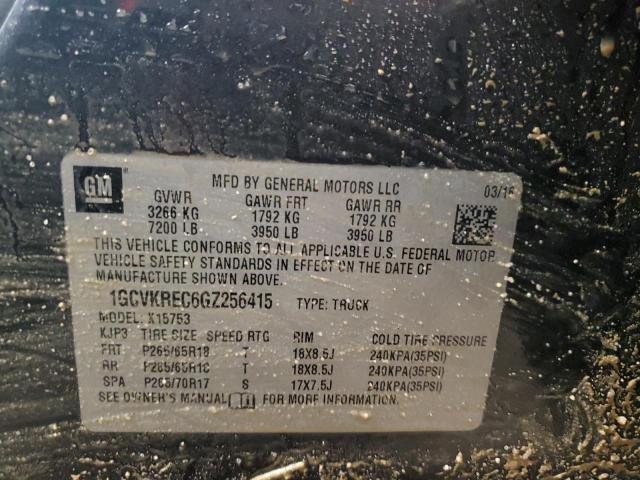 GM
MFD BY GENERAL MOTORS LLC 03/16
GVWR GAWR FRT GAWR RR
3266 KG 1792 KG 1792 KG
7200 LB 3950 LB 3950 LB
THIS VEHICLE CONFORMS TO ALL APPLICABLE U.S. FEDERAL MOTOR
VEHICLE SAFETY STANDARDS IN EFFECT ON THE DATE OF
MANUFACTURE SHOWN ABOVE.
1GCVKREC6GZ256415 TYPE: TRUCK
MODEL: K15753
KJP3 TIRE SIZE SPEED RTG RIM COLD TIRE PRESSURE
FRT P265/65R18 T 18X8.5J 240KPA(35PSI)
RR P265/65R18 T 18X8.5J 240KPA(35PSI)
SPA P265/70R17 S 17X7.5J 240KPA(35PSI)
SEE OWNER'S MANUAL FOR MORE INFORMATION.